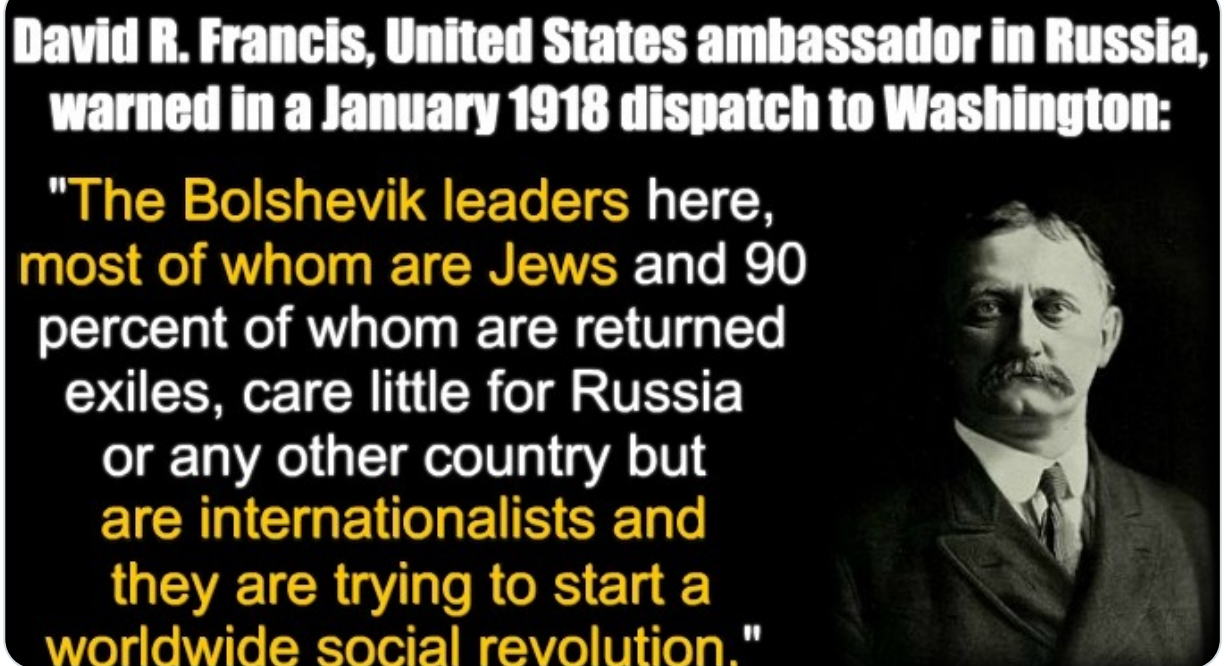 David R. Francis, United States ambassador in Russia,
warned in a January 1918 dispatch to Washington:
"The Bolshevik leaders here,
most of whom are Jews and 90
percent of whom are returned
exiles, care little for Russia
or any other country but
are internationalists and
they are trying to start a
worldwide social revolution."